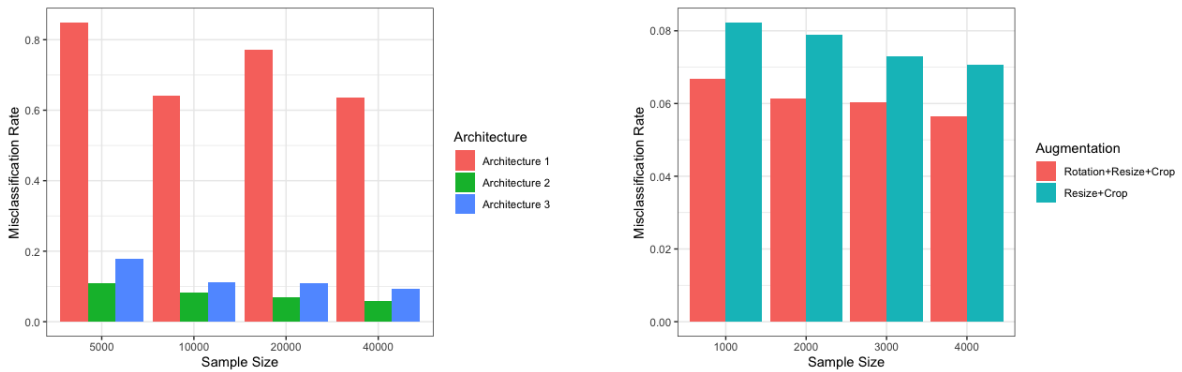 Misclassification Rate
0.8
0.6
0.4
0.2
0.0
5000 10000 20000 40000
Sample Size
Architecture
Architecture 1
Architecture 2
Architecture 3
Misclassification Rate
0.08
0.06
0.04
0.02
0.00
1000 2000 3000 4000
Sample Size
Augmentation
Rotation+Resize+Crop
Resize+Crop